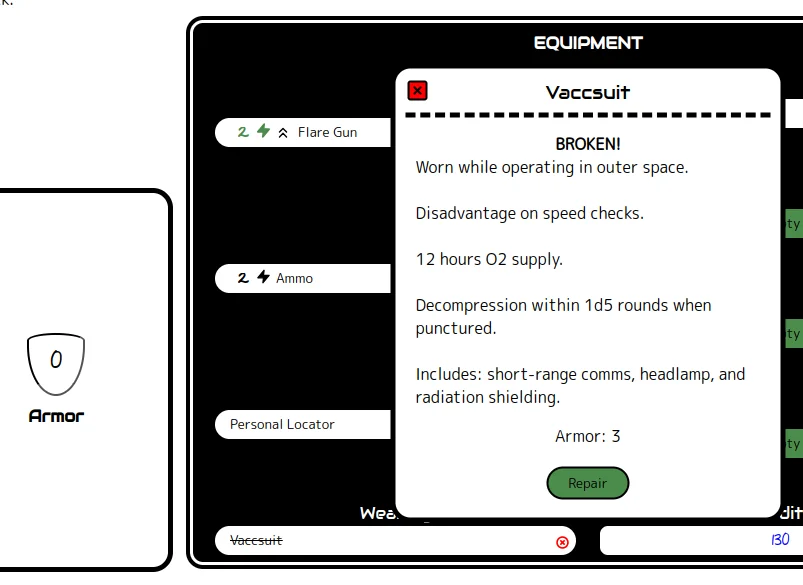 EQUIPMENT
Vaccsuit
BROKEN!
Worn while operating in outer space.
Disadvantage on speed checks.
12 hours O2 supply.
Decompression within 1d5 rounds when
punctured.
Includes: short-range comms, headlamp, and
radiation shielding.
Armor: 3
Repair
2 Flare Gun
2 Ammo
Personal Locator
Vaccsuit
130
0
Armor